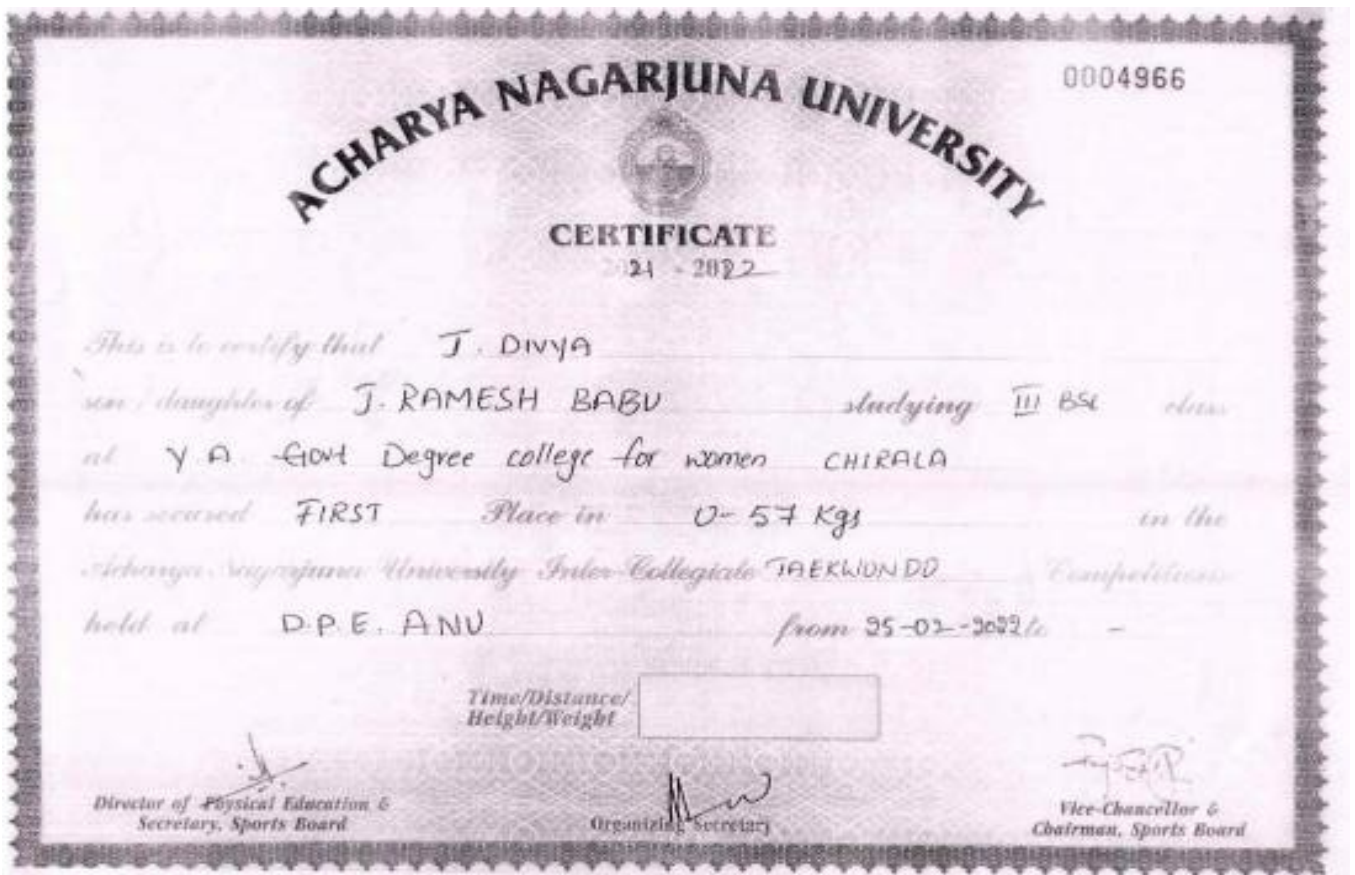 0004966
ACHARYA NAGARJUNA UNIVERSITY
CERTIFICATE
2021 - 2022
This is to certify that J. DIVYA
son / daughter of J. RAMESH BABU studying III BSC class
at Y.A. Govt Degree college for women CHIRALA
has secured FIRST Place in U-57 Kgs in the
Acharya Nagarjuna University Inter-Collegiate TAEKWONDO Competitions
held at D.P.E. ANU from 25-02-2022 to -
Time/Distance/
Height/Weight
Director of Physical Education &
Secretary, Sports Board
Organizing Secretary
Vice-Chancellor &
Chairman, Sports Board